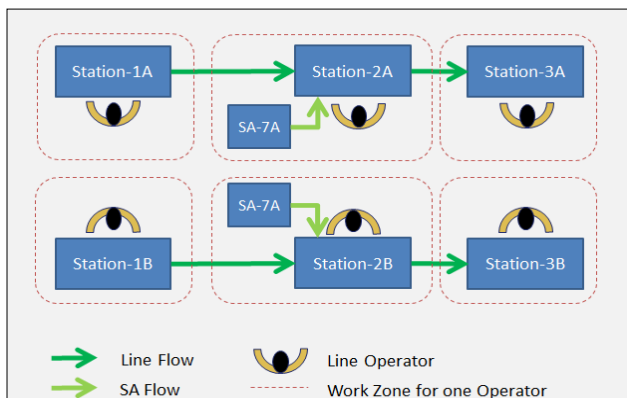 Station-1A
Station-2A
Station-3A
SA-7A
SA-7A
Station-1B
Station-2B
Station-3B
Line Flow
Line Operator
SA Flow
Work Zone for one Operator